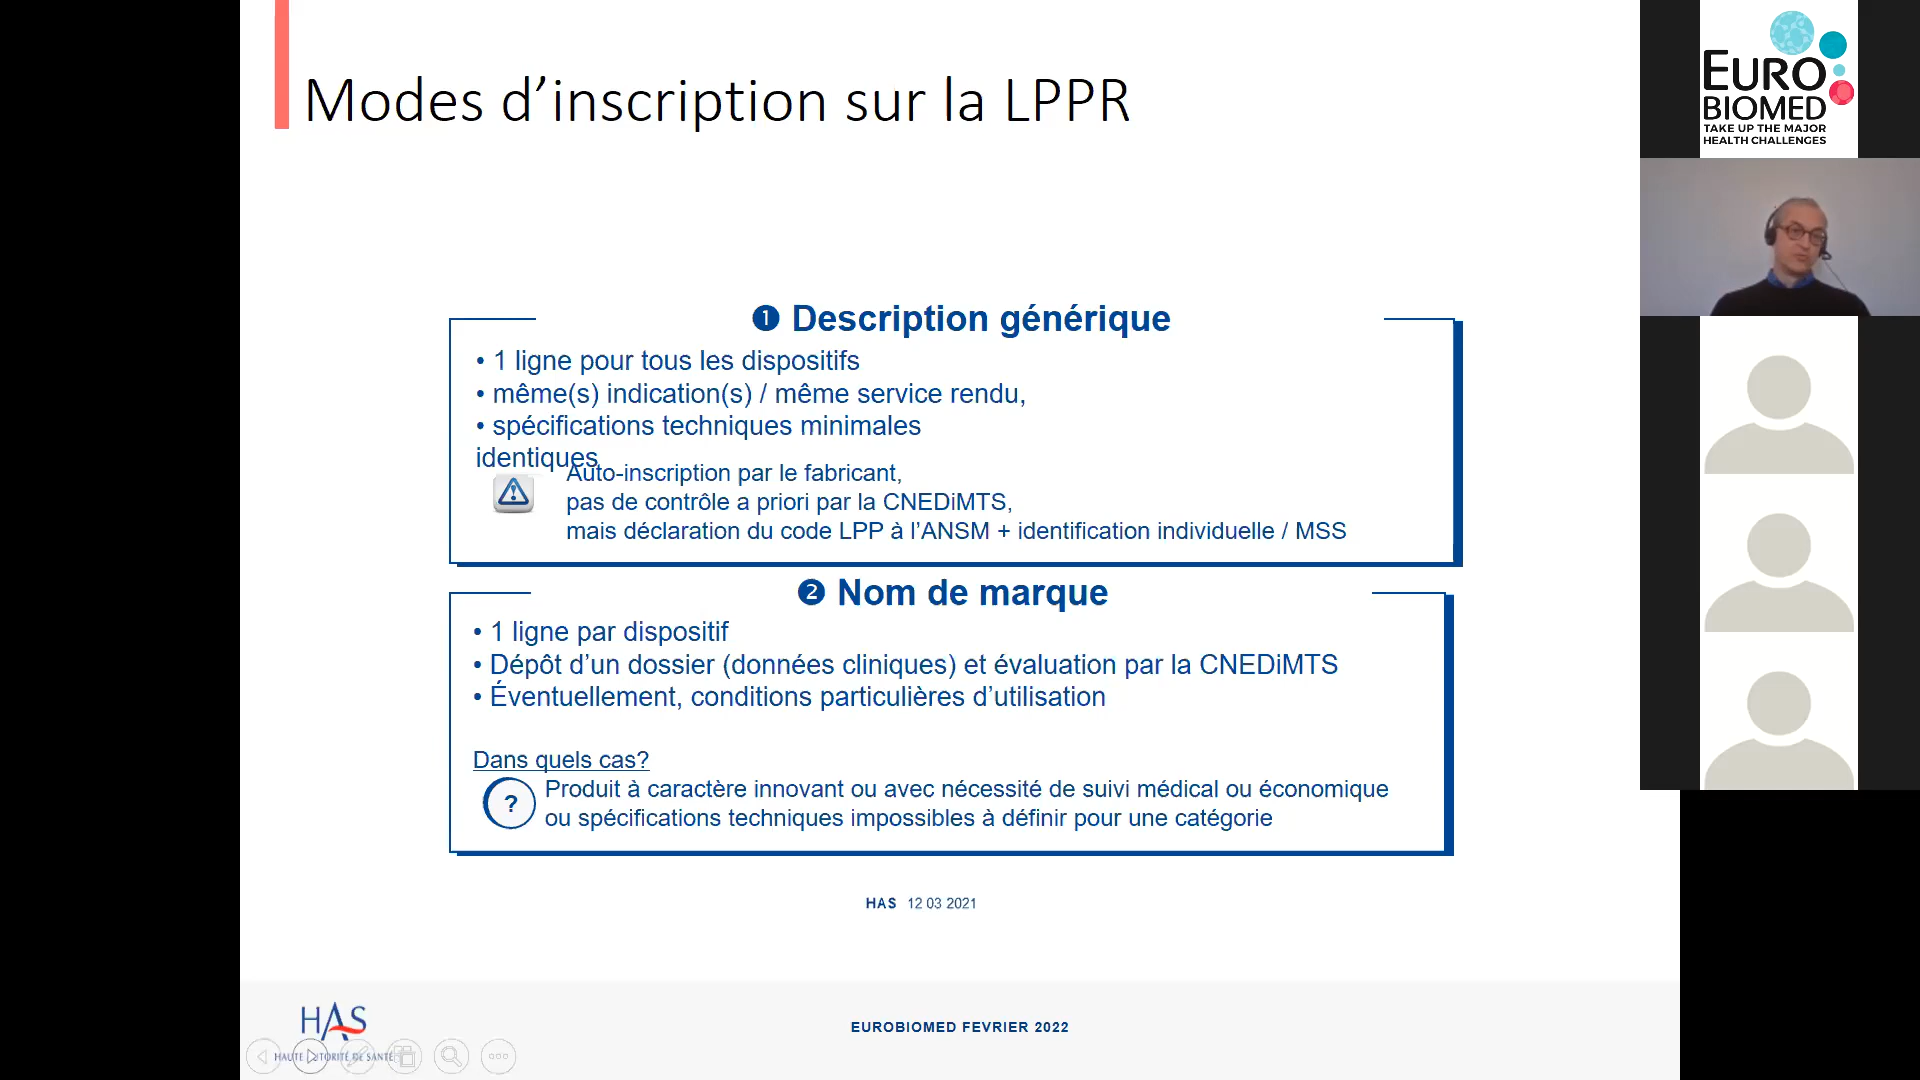 Modes d’inscription sur la LPPR
❶ Description générique
• 1 ligne pour tous les dispositifs
• même(s) indication(s) / même service rendu,
• spécifications techniques minimales
identiques
Auto-inscription par le fabricant,
pas de contrôle a priori par la CNEDiMTS,
mais déclaration du code LPP à l’ANSM + identification individuelle / MSS
❷ Nom de marque
• 1 ligne par dispositif
• Dépôt d’un dossier (données cliniques) et évaluation par la CNEDiMTS
• Éventuellement, conditions particulières d’utilisation
Dans quels cas?
?
Produit à caractère innovant ou avec nécessité de suivi médical ou économique
ou spécifications techniques impossibles à définir pour une catégorie
HAS 12 03 2021
HAS
HAUTE AUTORITÉ DE SANTÉ
EUROBIOMED FEVRIER 2022
EURO
BIOMED
TAKE UP THE MAJOR
HEALTH CHALLENGES